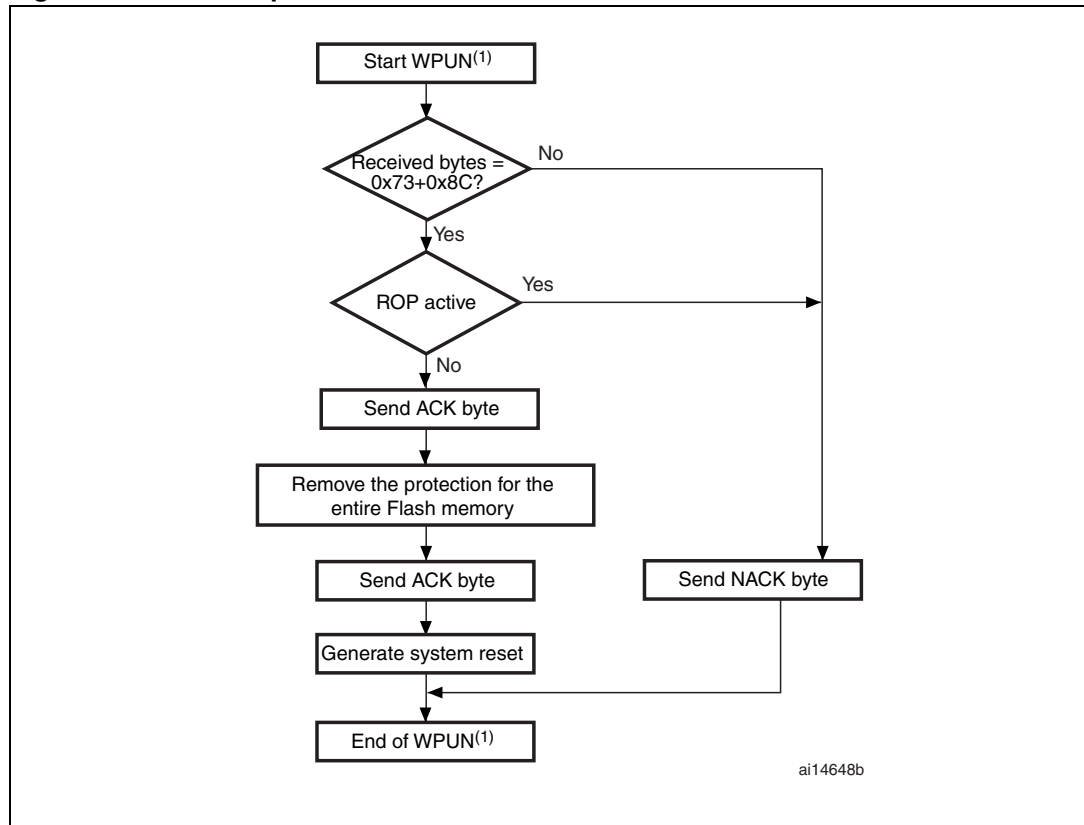 Start WPUN(1)
Received bytes =
0x73+0x8C?
No
Yes
ROP active
Yes
No
Send ACK byte
Remove the protection for the
entire Flash memory
Send ACK byte
Send NACK byte
Generate system reset
End of WPUN(1)
ai14648b